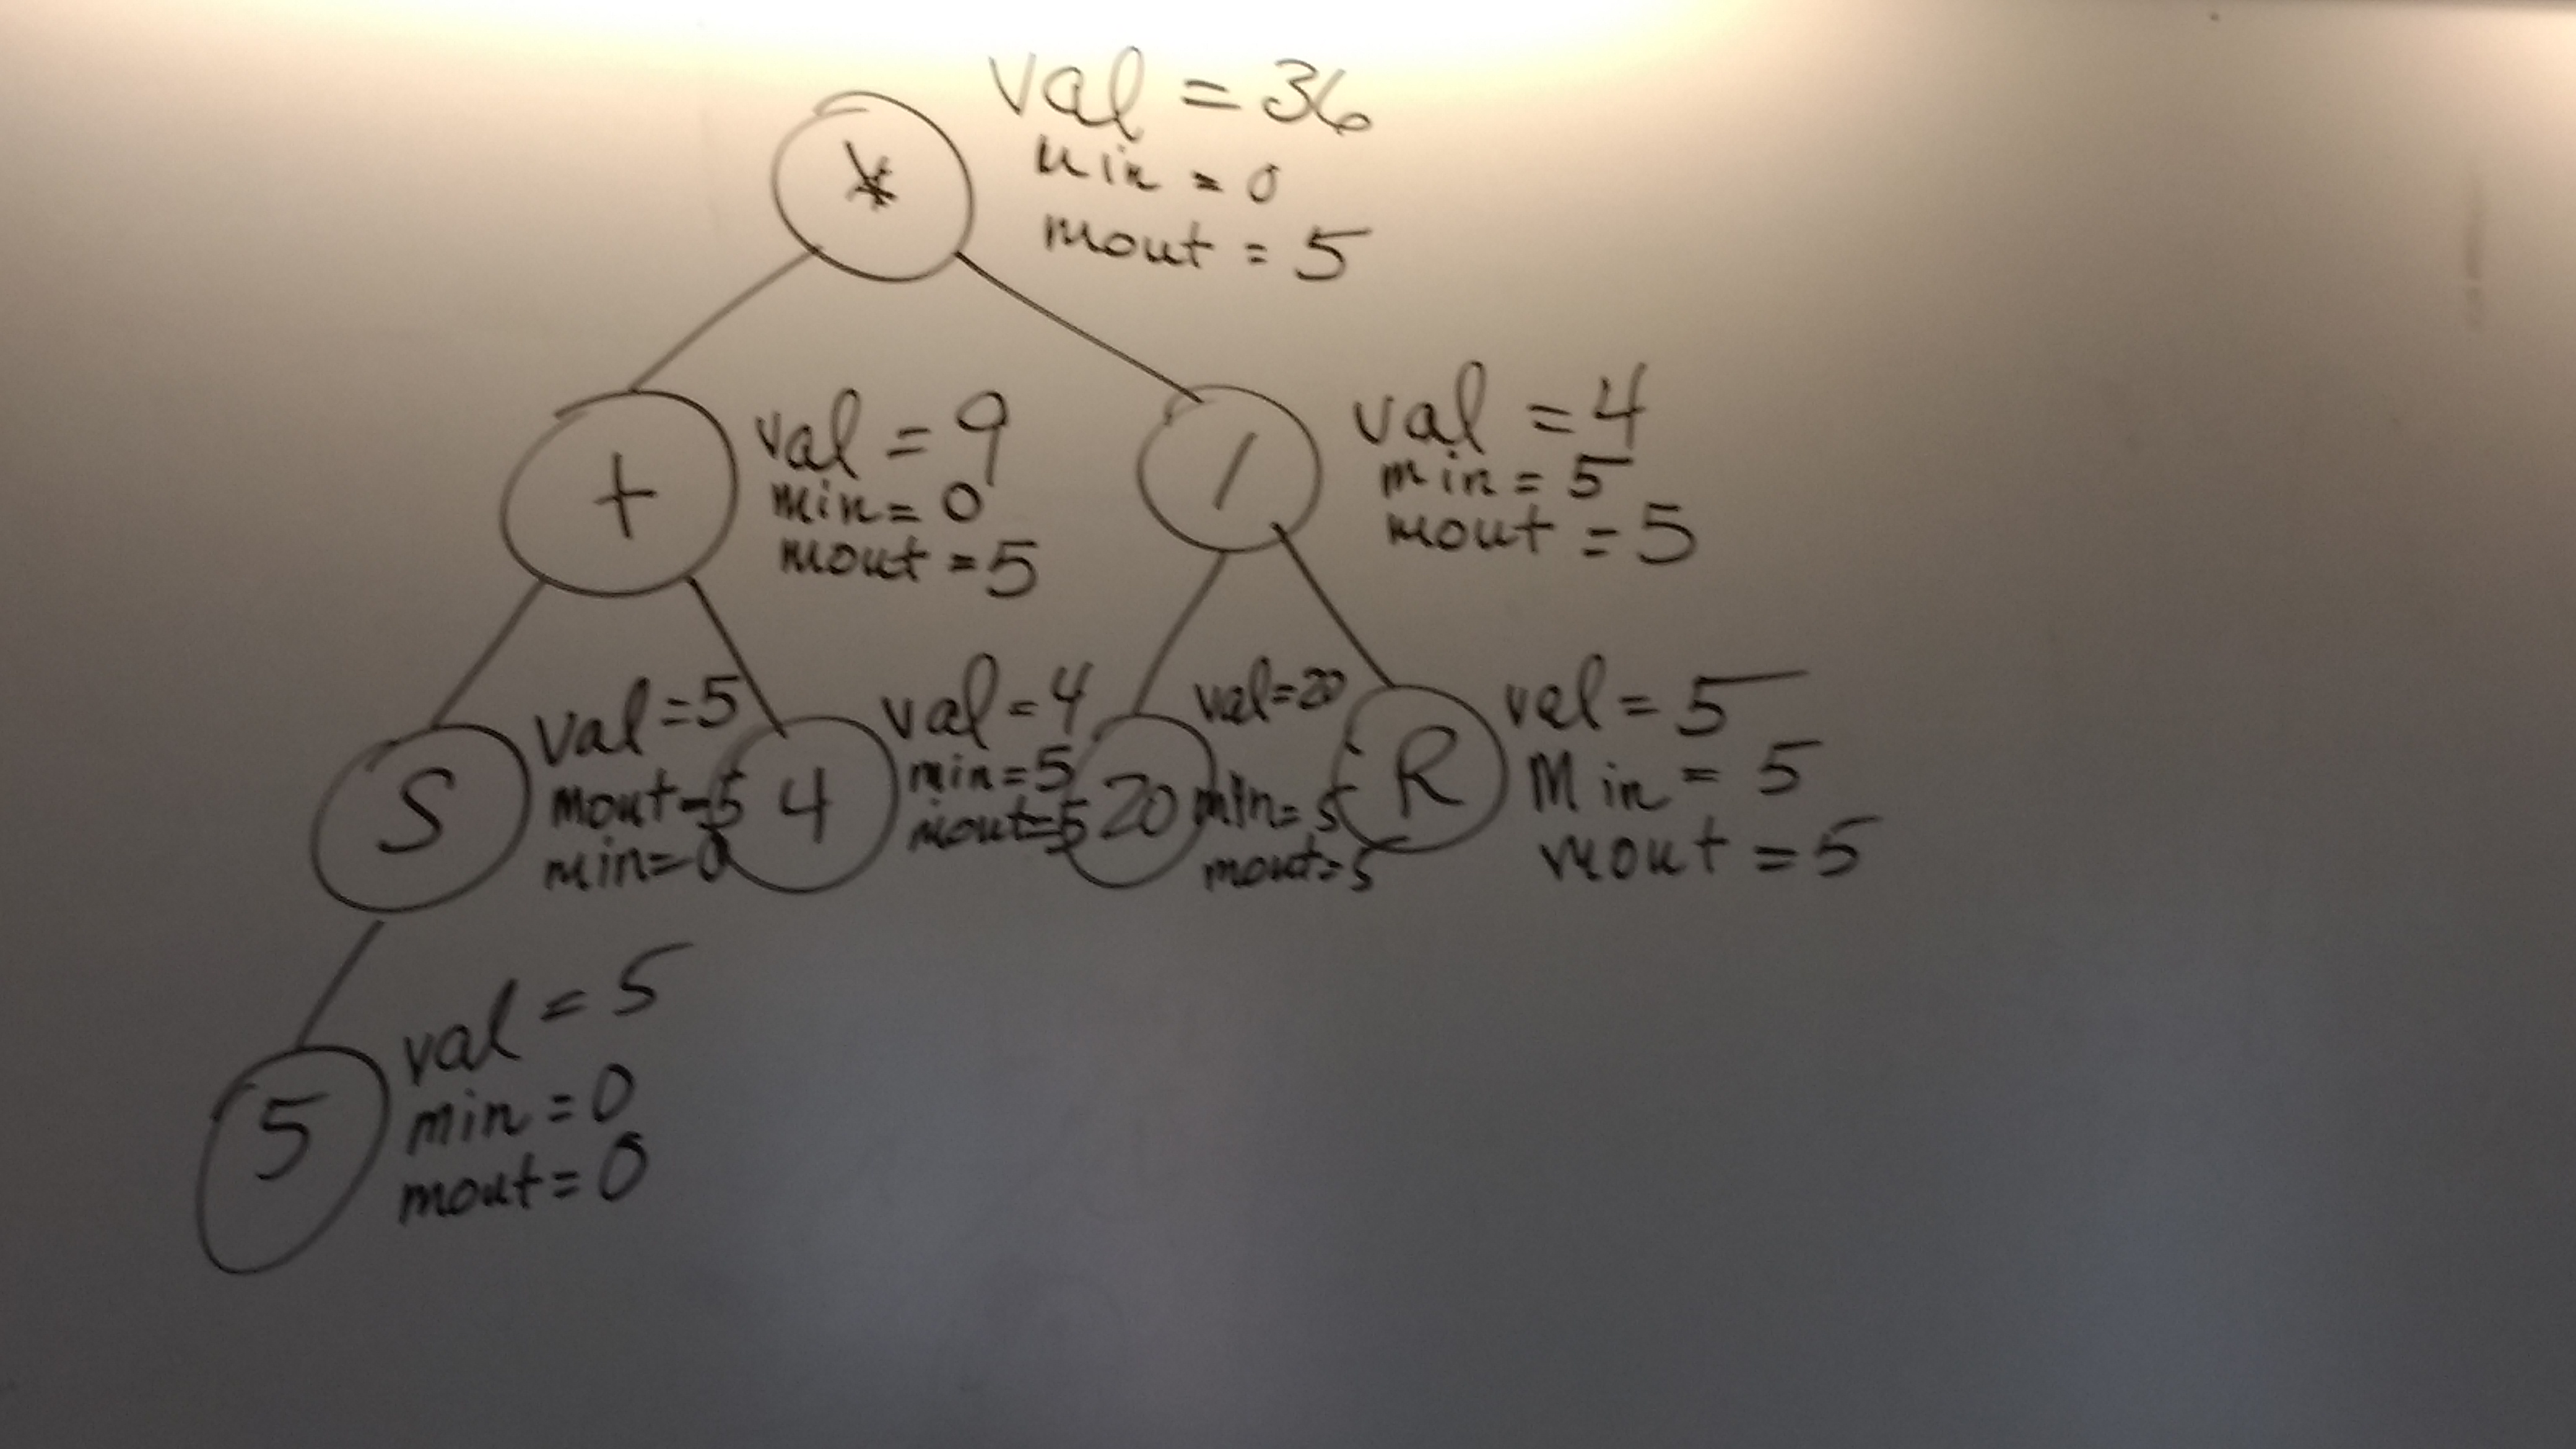 *
val = 36
min = 0
mout = 5
+
val = 9
min = 0
mout = 5
/
val = 4
min = 5
mout = 5
S
val = 5
mout = 5
min = 0
4
val = 4
min = 5
mout = 5
20
val = 20
min = 5
mout = 5
R
val = 5
Min = 5
mout = 5
5
val = 5
min = 0
mout = 0